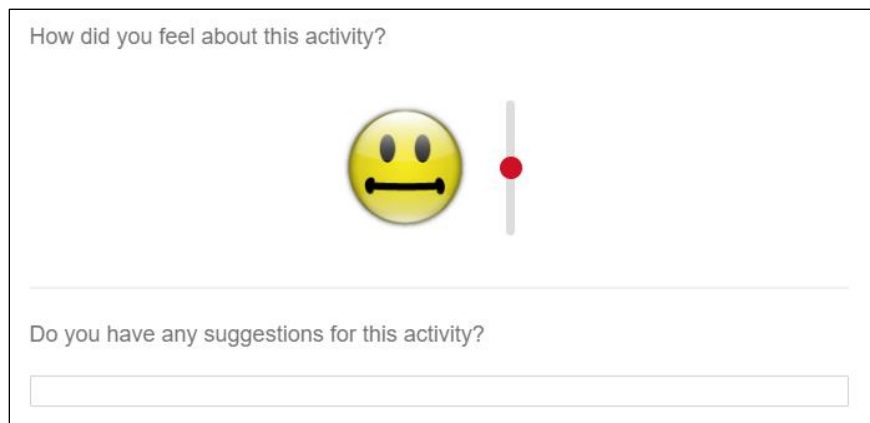 How did you feel about this activity?
Do you have any suggestions for this activity?